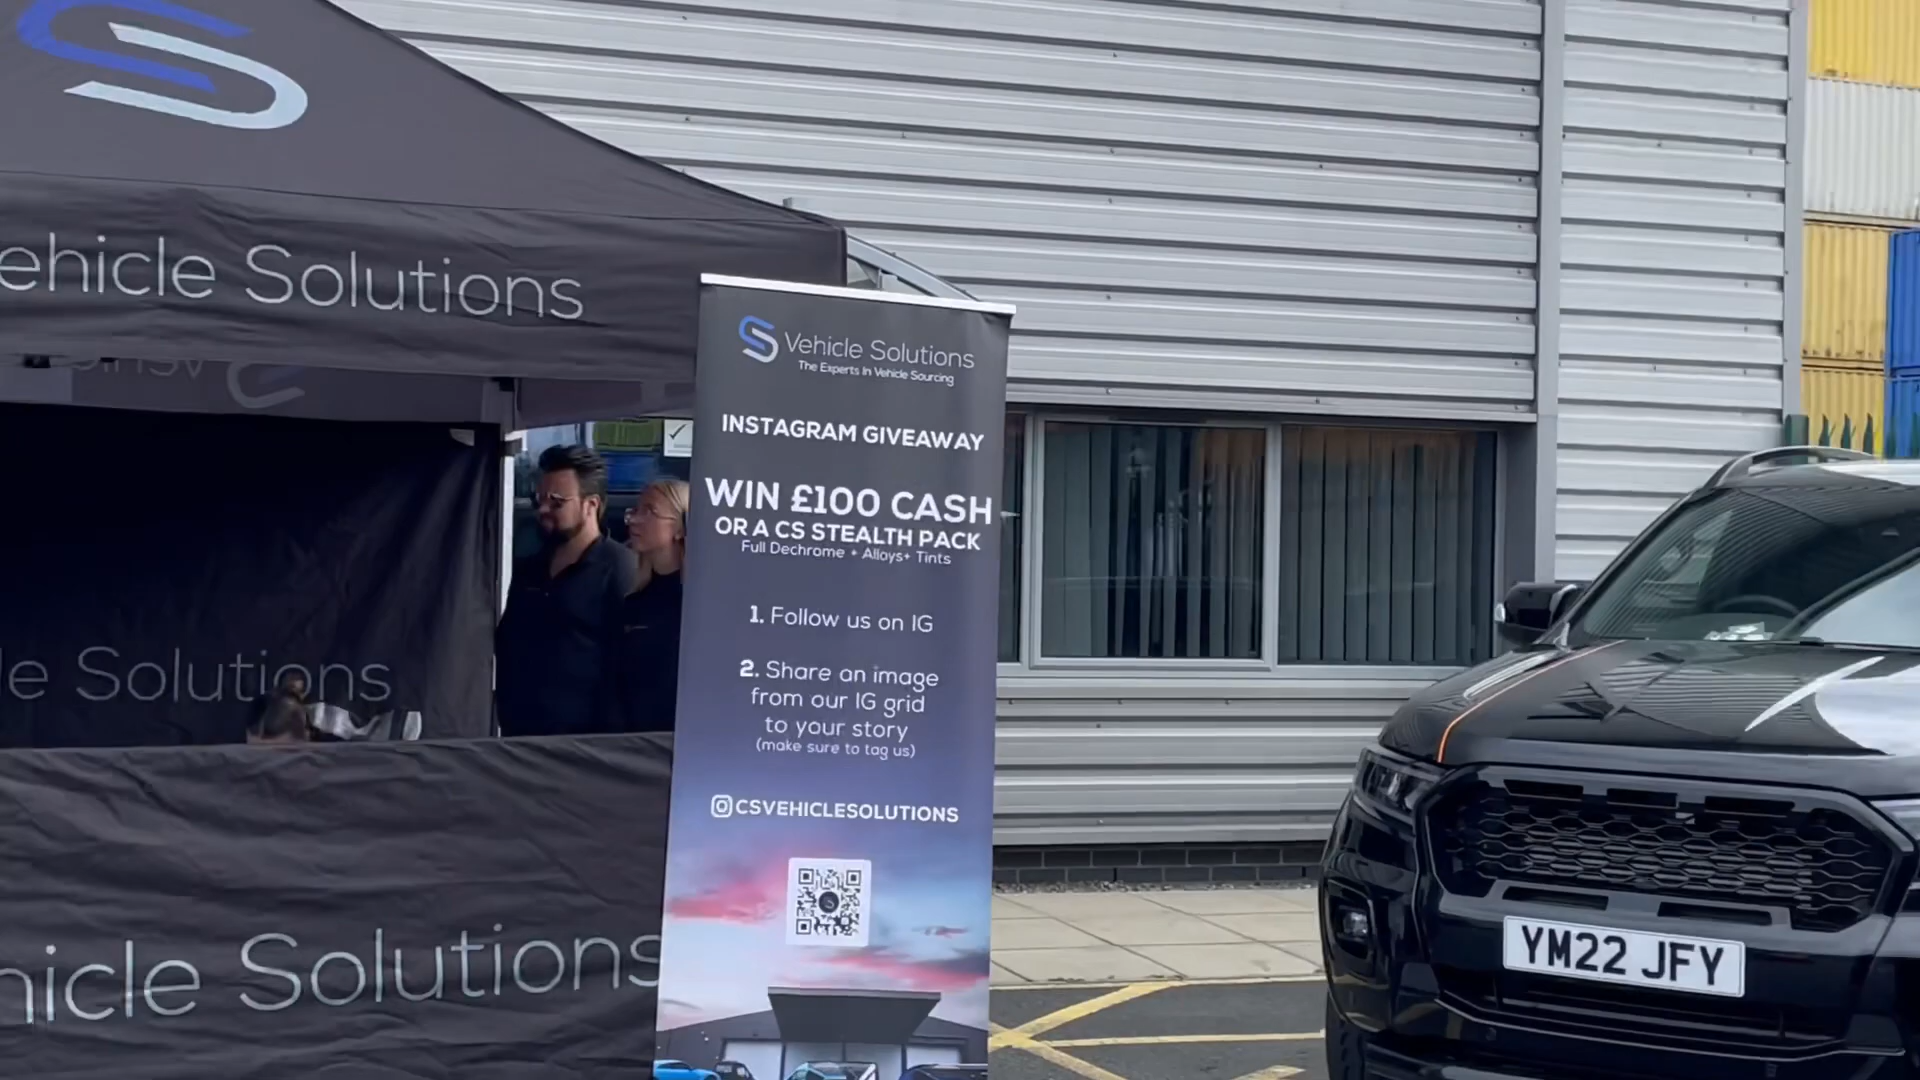 ehicle Solutions
Vehicle Solutions
The Experts In Vehicle Sourcing
INSTAGRAM GIVEAWAY
WIN £100 CASH
OR A CS STEALTH PACK
Full Dechrome + Alloys+ Tints
1. Follow us on IG
2. Share an image
from our IG grid
to your story
(make sure to tag us)
CSVEHICLESOLUTIONS
le Solutions
hicle Solutions
YM22 JFY